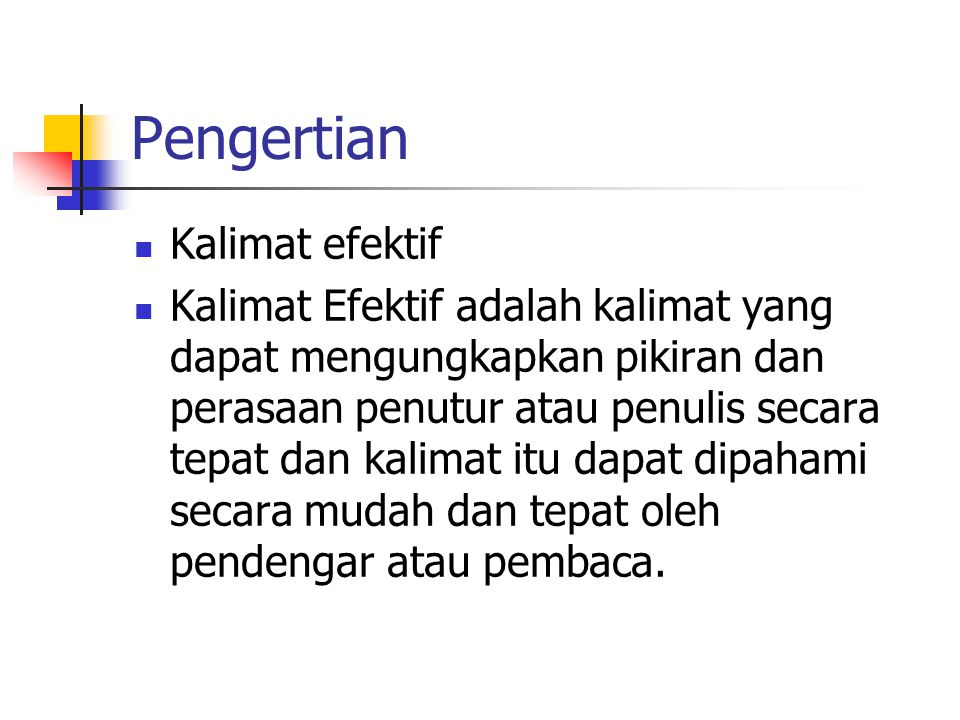 Pengertian
Kalimat efektif
Kalimat Efektif adalah kalimat yang
dapat mengungkapkan pikiran dan
perasaan penutur atau penulis secara
tepat dan kalimat itu dapat dipahami
secara mudah dan tepat oleh
pendengar atau pembaca.